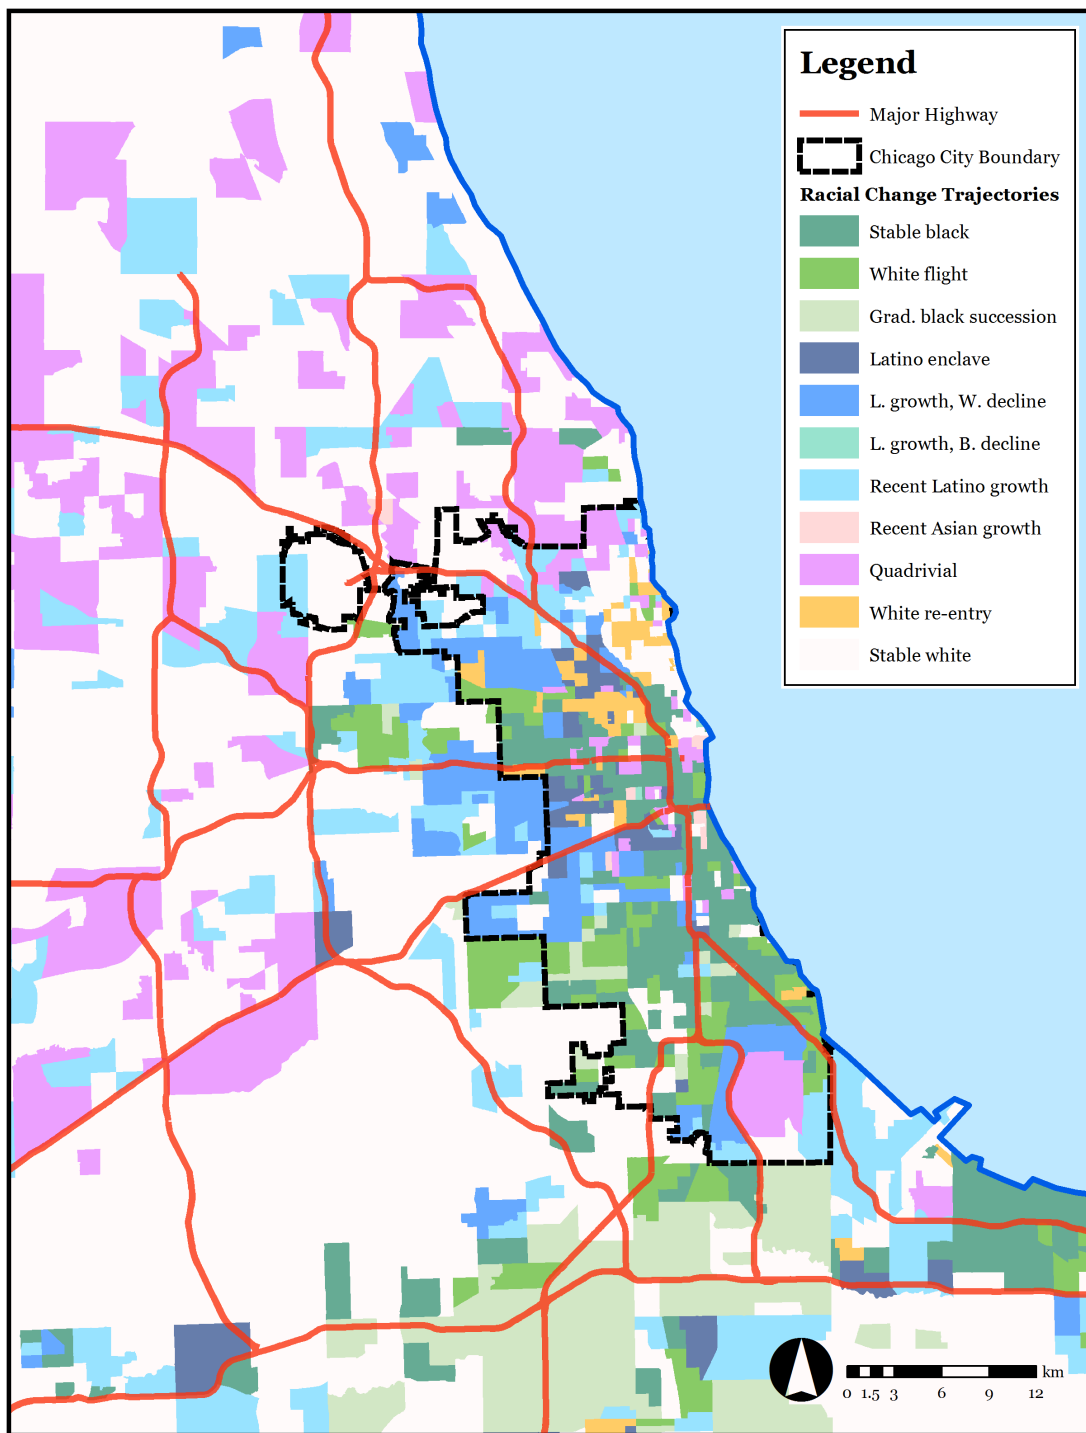 Legend
Major Highway
Chicago City Boundary
Racial Change Trajectories
Stable black
White flight
Grad. black succession
Latino enclave
L. growth, W. decline
L. growth, B. decline
Recent Latino growth
Recent Asian growth
Quadrivial
White re-entry
Stable white
km
0 1.5 3 6 9 12